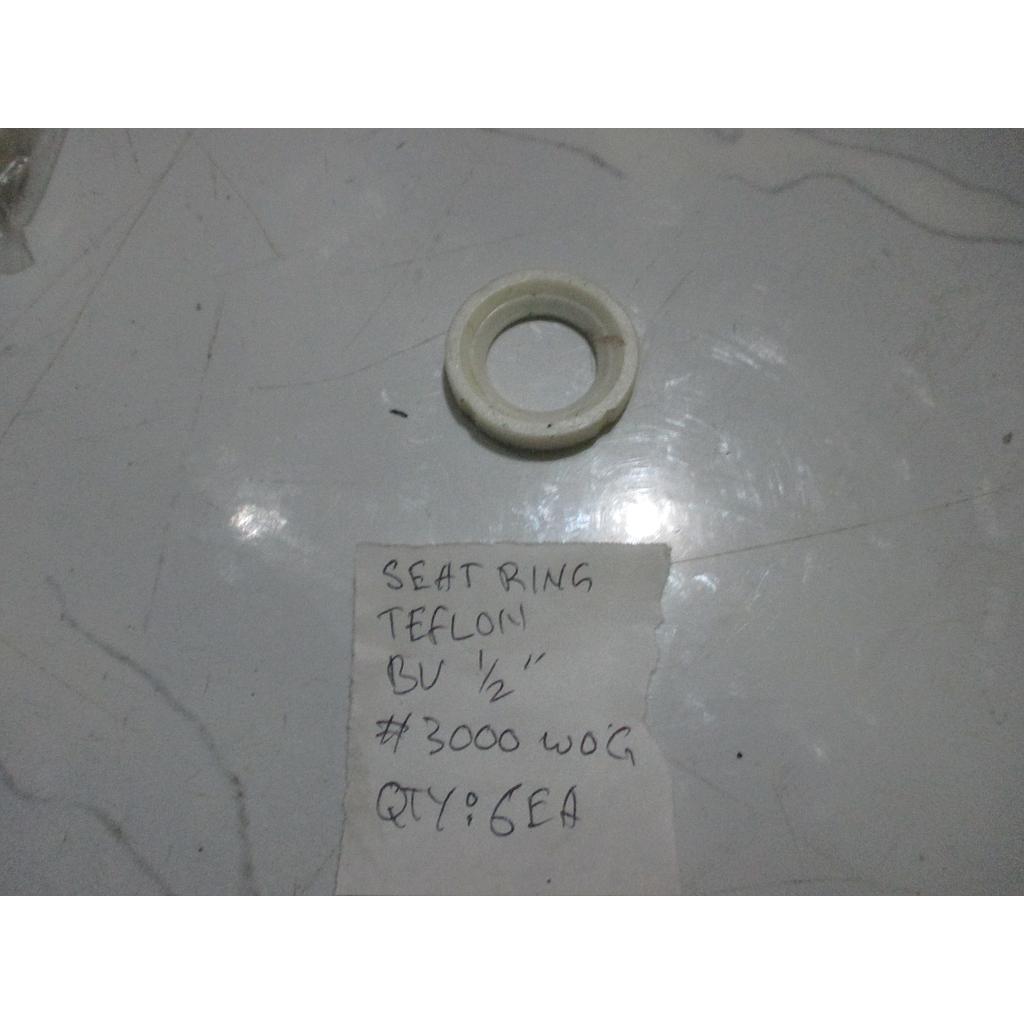 SEAT RING
TEFLON
BV 1/2"
#3000 WOG
QTY: 6EA